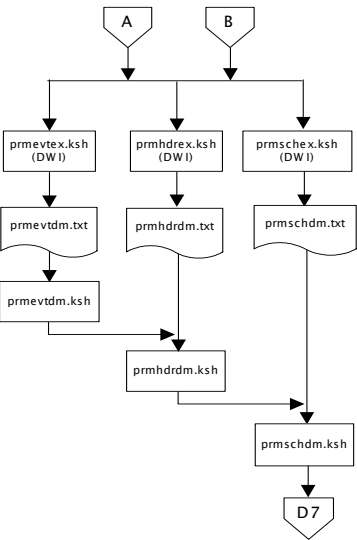 A
B
prmevtex.ksh
(DWI)
prmhdrex.ksh
(DWI)
prmschex.ksh
(DWI)
prmevtdm.txt
prmhdrdm.txt
prmschdm.txt
prmevtdm.ksh
prmhdrdm.ksh
prmschdm.ksh
D7